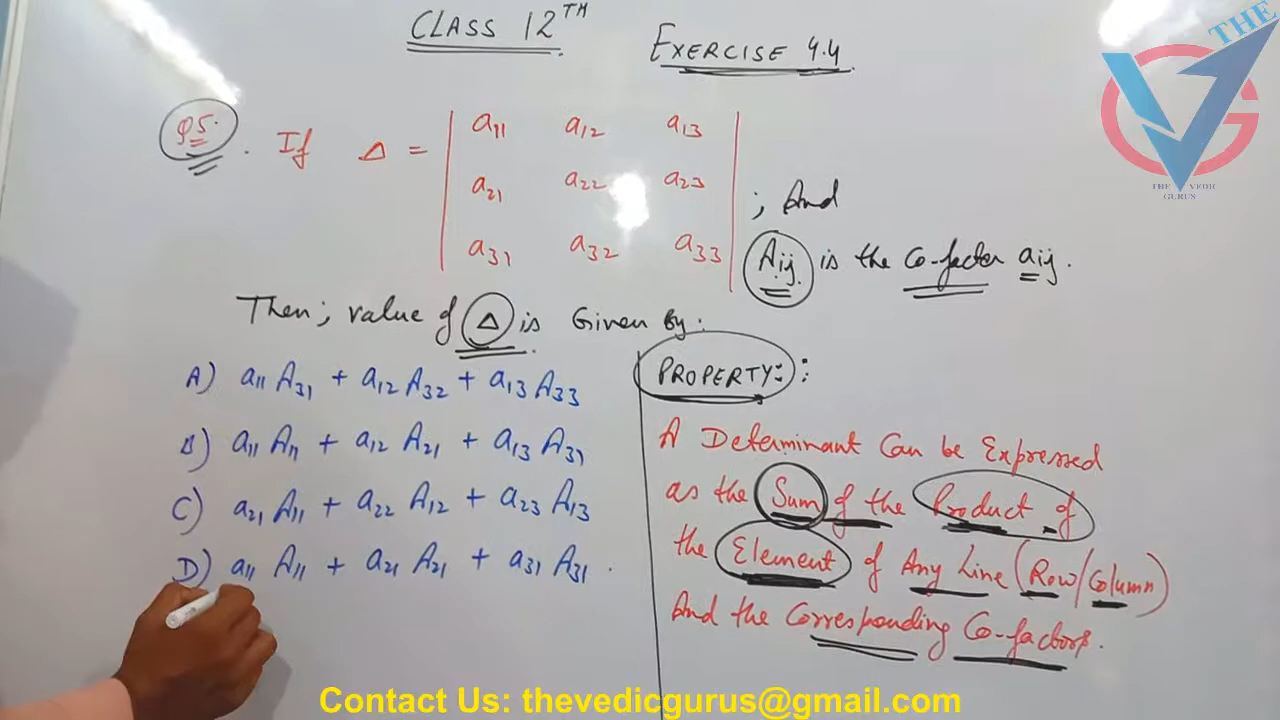 CLASS 12TH
EXERCISE 4.4
Q5. If Δ = | a11 a12 a13 |
| a21 a22 a23 |
| a31 a32 a33 | ; And
Aij is the Co-factor aij.
Then; value of Δ is Given By:
A) a11 A31 + a12 A32 + a13 A33
B) a11 A11 + a12 A21 + a13 A31
C) a21 A11 + a22 A12 + a23 A13
D) a11 A11 + a21 A21 + a31 A31.
PROPERTY::
A Determinant Can be Expressed
as the Sum of the Product of
the Element of Any Line (Row/Column)
And the Corresponding Co-factors.
THE
VG
THE VEDIC
GURUS
Contact Us: thevedicgurus@gmail.com